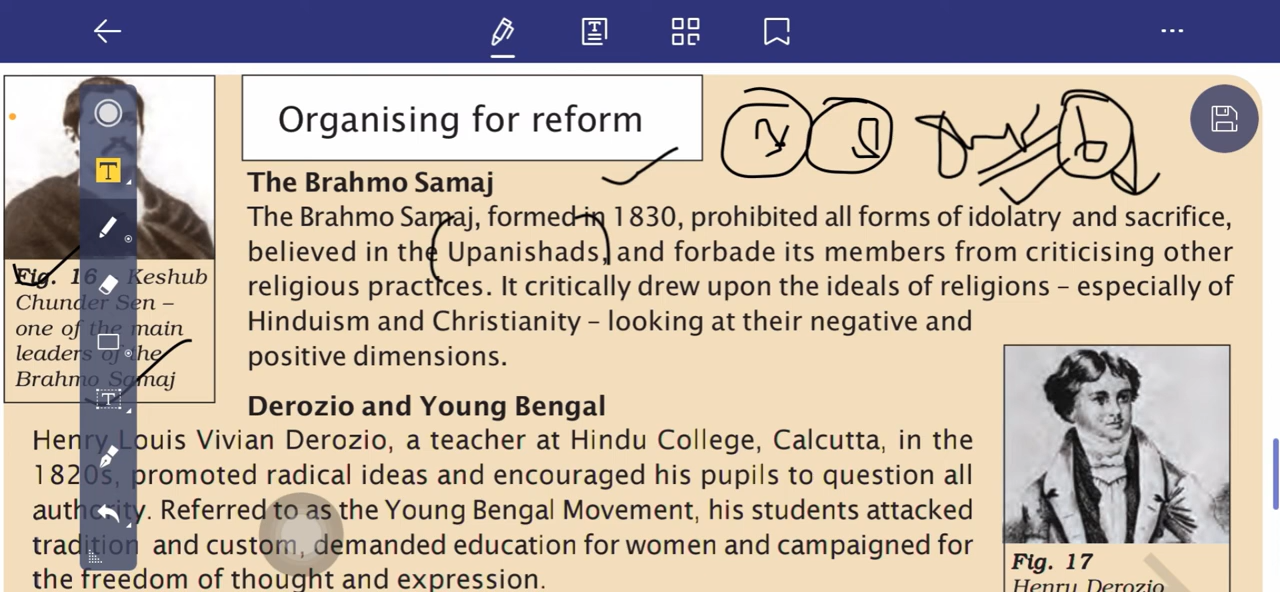 Organising for reform
The Brahmo Samaj
The Brahmo Samaj, formed in 1830, prohibited all forms of idolatry and sacrifice,
believed in the Upanishads, and forbade its members from criticising other
religious practices. It critically drew upon the ideals of religions – especially of
Hinduism and Christianity – looking at their negative and
positive dimensions.
Fig. 16 – Keshub
Chunder Sen –
one of the main
leaders of the
Brahmo Samaj
Derozio and Young Bengal
Henry Louis Vivian Derozio, a teacher at Hindu College, Calcutta, in the
1820s, promoted radical ideas and encouraged his pupils to question all
authority. Referred to as the Young Bengal Movement, his students attacked
tradition and custom, demanded education for women and campaigned for
the freedom of thought and expression.
Fig. 17
Henry Derozio